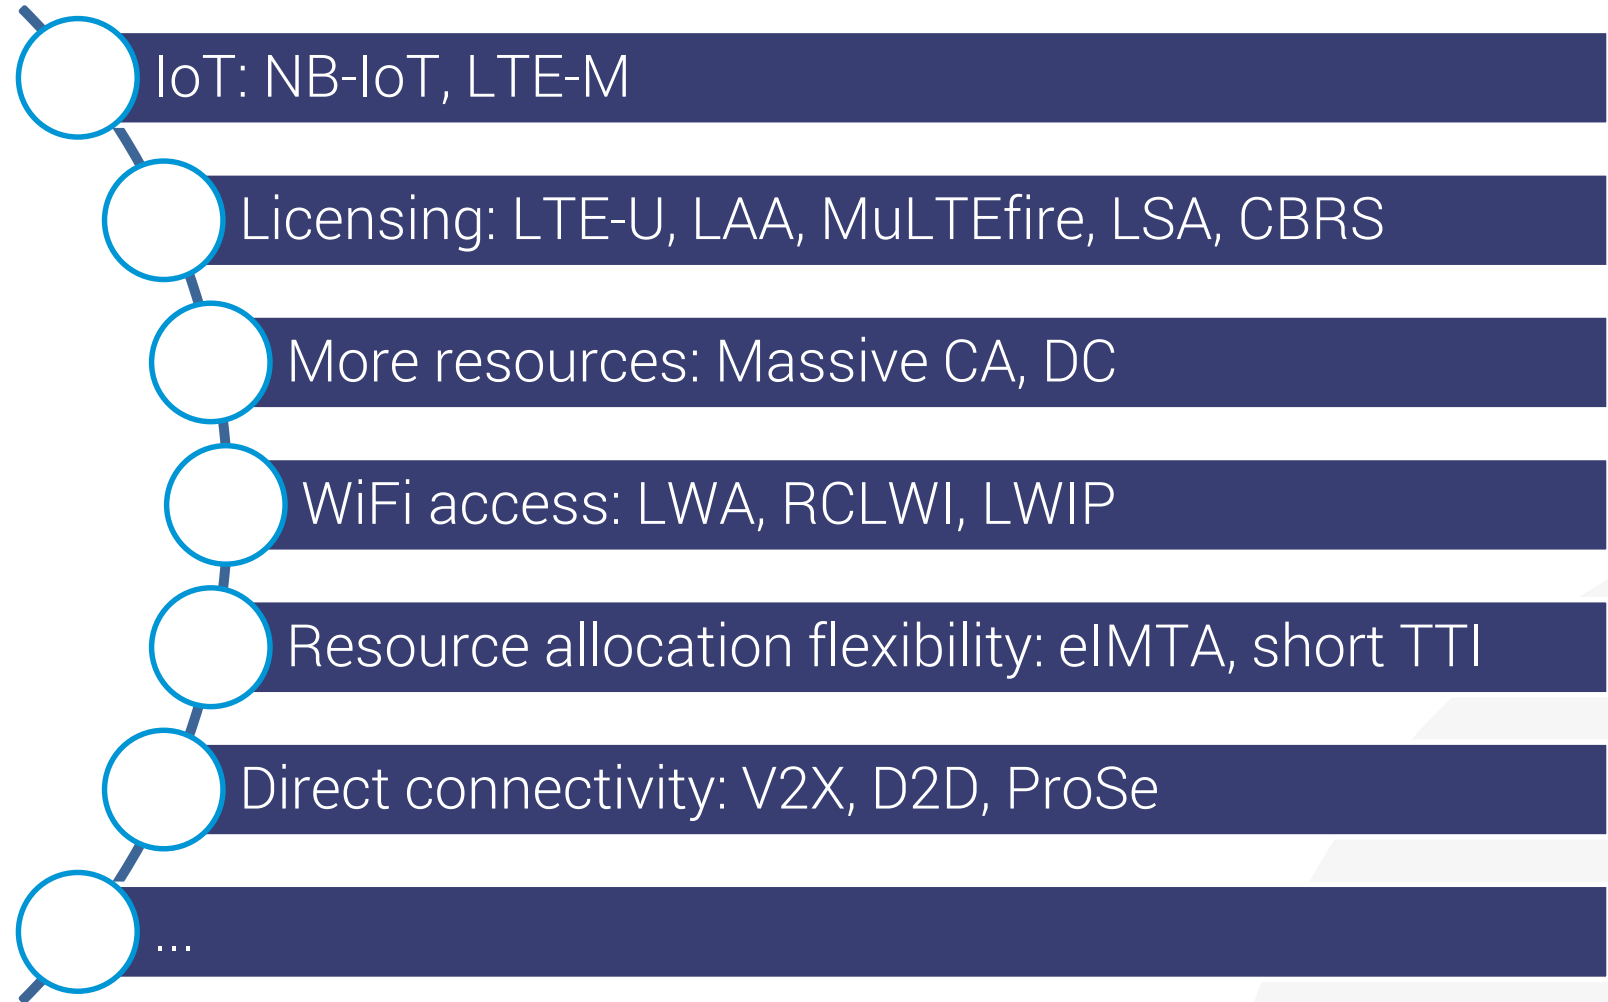 IoT: NB-IoT, LTE-M
Licensing: LTE-U, LAA, MuLTEfire, LSA, CBRS
More resources: Massive CA, DC
WiFi access: LWA, RCLWI, LWIP
Resource allocation flexibility: eIMTA, short TTI
Direct connectivity: V2X, D2D, ProSe
...